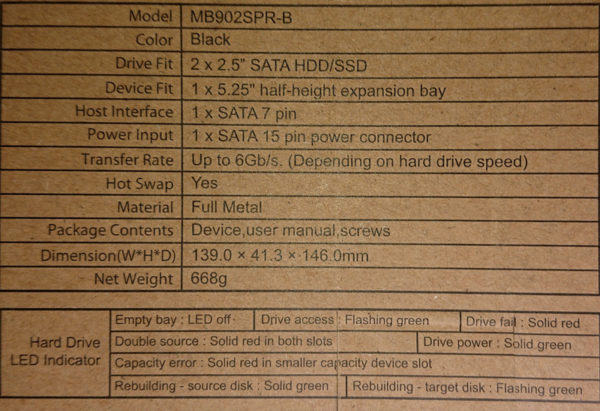 Model MB902SPR-B
Color Black
Drive Fit 2 x 2.5" SATA HDD/SSD
Device Fit 1 x 5.25" half-height expansion bay
Host Interface 1 x SATA 7 pin
Power Input 1 x SATA 15 pin power connector
Transfer Rate Up to 6Gb/s. (Depending on hard drive speed)
Hot Swap Yes
Material Full Metal
Package Contents Device,user manual,screws
Dimension(W*H*D) 139.0 × 41.3 × 146.0mm
Net Weight 668g
Hard Drive LED Indicator
Empty bay : LED off Drive access : Flashing green Drive fail : Solid red
Double source : Solid red in both slots Drive power : Solid green
Capacity error : Solid red in smaller capacity device slot
Rebuilding - source disk : Solid green Rebuilding - target disk : Flashing green